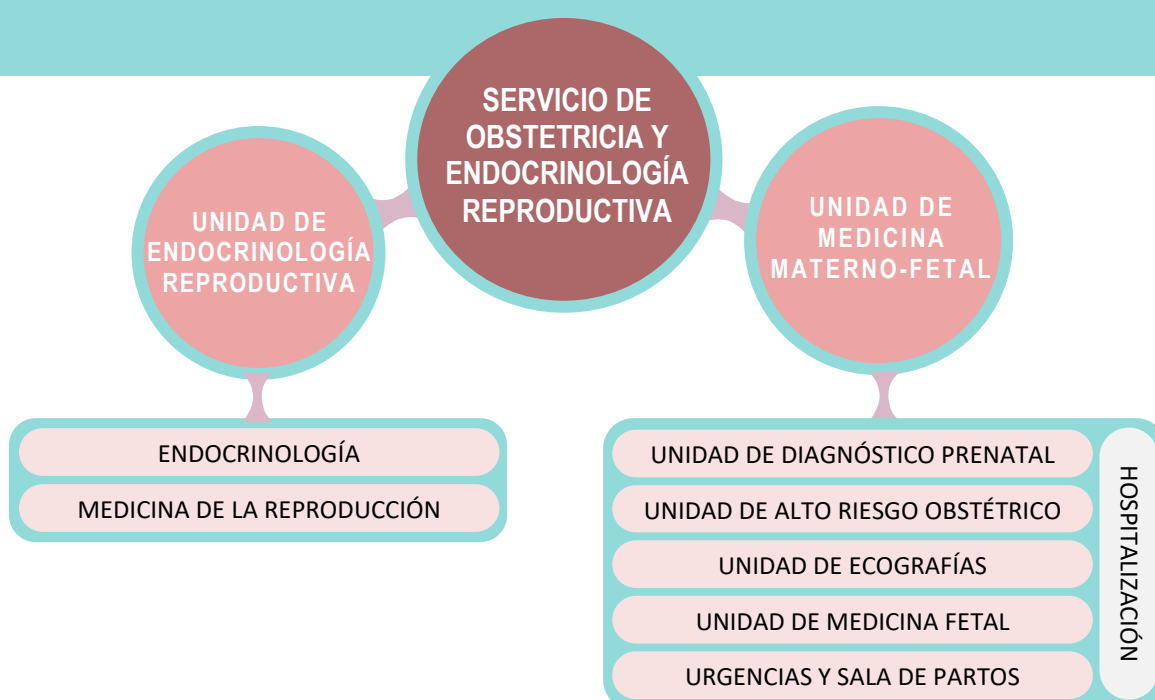 SERVICIO DE
OBSTETRICIA Y
ENDOCRINOLOGÍA
REPRODUCTIVA
UNIDAD DE
ENDOCRINOLOGÍA
REPRODUCTIVA
UNIDAD DE
MEDICINA
MATERNO-FETAL
ENDOCRINOLOGÍA
MEDICINA DE LA REPRODUCCIÓN
UNIDAD DE DIAGNÓSTICO PRENATAL
UNIDAD DE ALTO RIESGO OBSTÉTRICO
UNIDAD DE ECOGRAFÍAS
UNIDAD DE MEDICINA FETAL
URGENCIAS Y SALA DE PARTOS
HOSPITALIZACIÓN